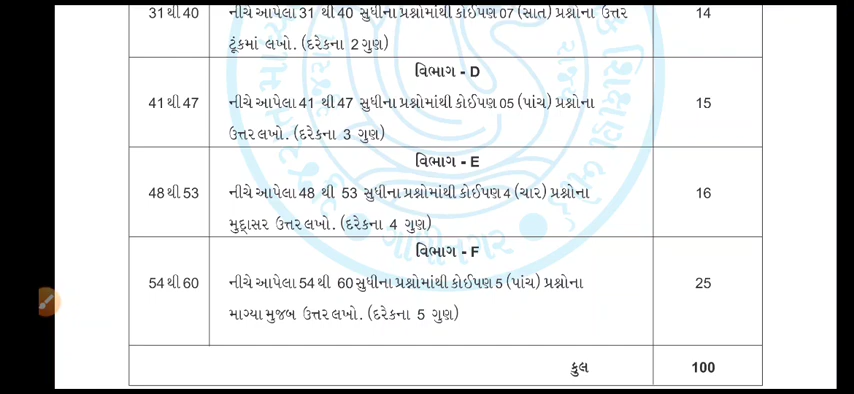 31 થી 40 નીચે આપેલા 31 થી 40 સુધીના પ્રશ્નોમાંથી કોઈપણ 07 (સાત) પ્રશ્નોના ઉત્તર 14
ટૂંકમાં લખો. (દરેકના 2 ગુણ)
વિભાગ - D
41 થી 47 નીચે આપેલા 41 થી 47 સુધીના પ્રશ્નોમાંથી કોઈપણ 05 (પાંચ) પ્રશ્નોના 15
ઉત્તર લખો. (દરેકના 3 ગુણ)
વિભાગ - E
48 થી 53 નીચે આપેલા 48 થી 53 સુધીના પ્રશ્નોમાંથી કોઈપણ 4 (ચાર) પ્રશ્નોના 16
મુદ્દાસર ઉત્તર લખો. (દરેકના 4 ગુણ)
વિભાગ - F
54 થી 60 નીચે આપેલા 54 થી 60 સુધીના પ્રશ્નોમાંથી કોઈપણ 5 (પાંચ) પ્રશ્નોના 25
માગ્યા મુજબ ઉત્તર લખો. (દરેકના 5 ગુણ)
કુલ 100
ગાંધીનગર